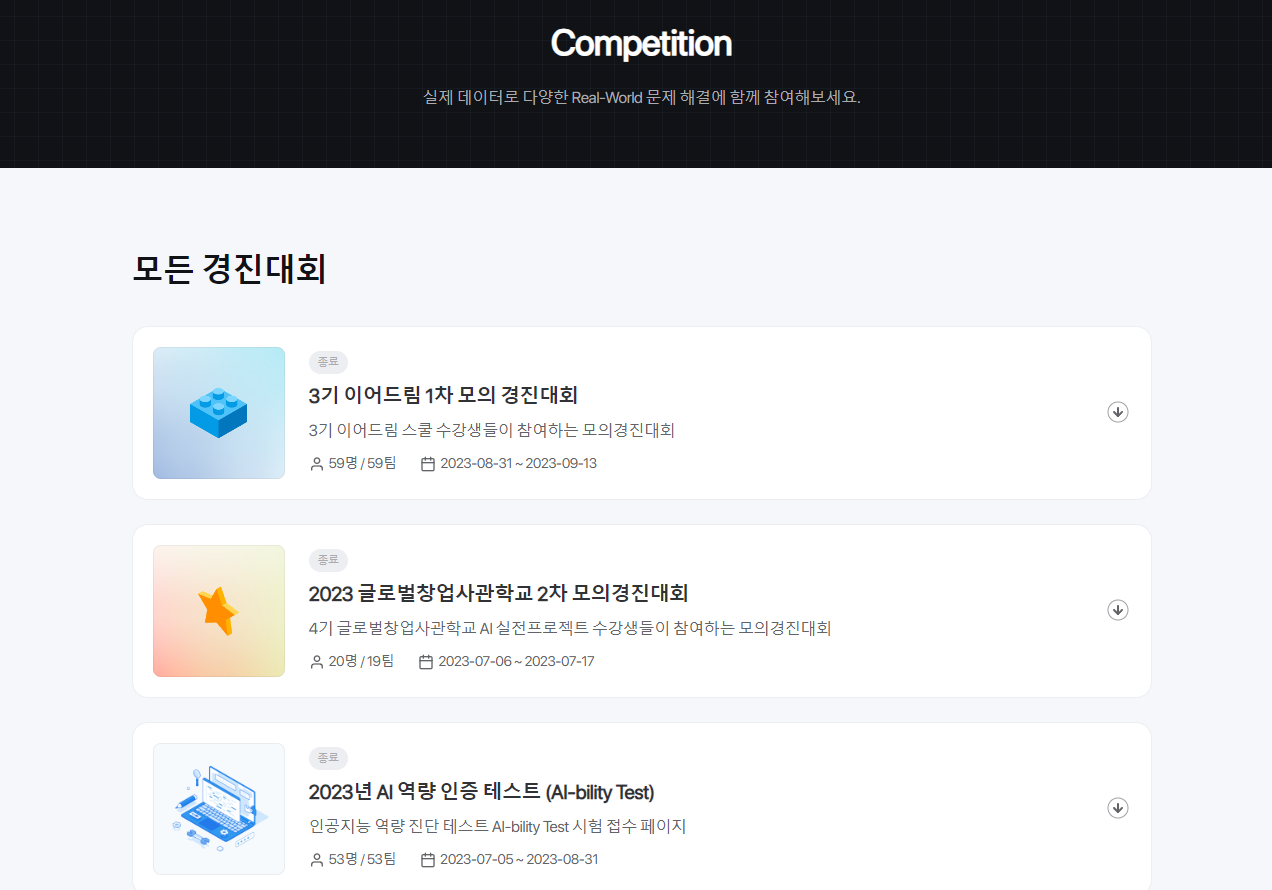 Competition
실제 데이터로 다양한 Real-World 문제 해결에 함께 참여해보세요.
모든 경진대회
종료
3기 이어드림 1차 모의 경진대회
3기 이어드림 스쿨 수강생들이 참여하는 모의경진대회
59명 / 59팀 2023-08-31 ~ 2023-09-13
종료
2023 글로벌창업사관학교 2차 모의경진대회
4기 글로벌창업사관학교 AI 실전프로젝트 수강생들이 참여하는 모의경진대회
20명 / 19팀 2023-07-06 ~ 2023-07-17
종료
2023년 AI 역량 인증 테스트 (AI-bility Test)
인공지능 역량 진단 테스트 AI-bility Test 시험 접수 페이지
53명 / 53팀 2023-07-05 ~ 2023-08-31